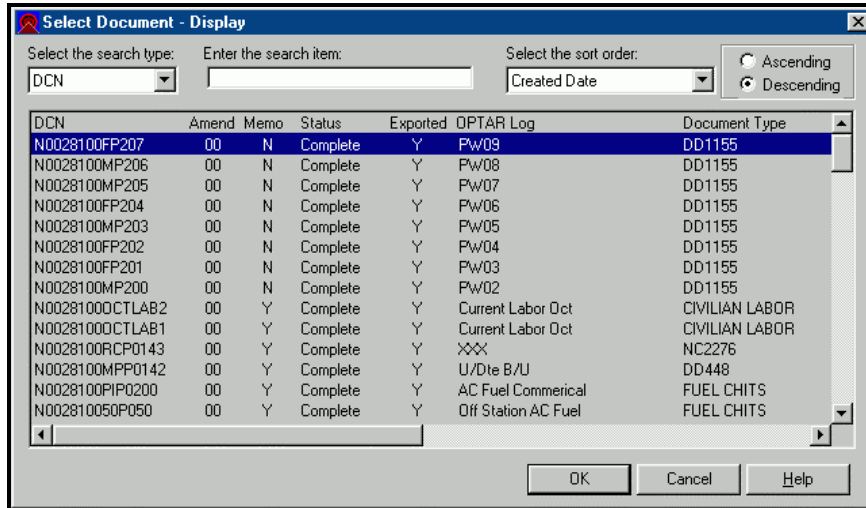 Select Document - Display
Select the search type: Enter the search item: Select the sort order:
DCN Created Date
Ascending
Descending
DCN Amend Memo Status Exported OPTAR Log Document Type
N0028100FP207 00 N Complete Y PW09 DD1155
N0028100MP206 00 N Complete Y PW08 DD1155
N0028100MP205 00 N Complete Y PW07 DD1155
N0028100FP204 00 N Complete Y PW06 DD1155
N0028100MP203 00 N Complete Y PW05 DD1155
N0028100FP202 00 N Complete Y PW04 DD1155
N0028100FP201 00 N Complete Y PW03 DD1155
N0028100MP200 00 N Complete Y PW02 DD1155
N0028100OCTLAB2 00 Y Complete Y Current Labor Oct CIVILIAN LABOR
N0028100OCTLAB1 00 Y Complete Y Current Labor Oct CIVILIAN LABOR
N0028100RCP0143 00 Y Complete Y XXX NC2276
N0028100MPP0142 00 Y Complete Y U/Dte B/U DD448
N0028100PIP0200 00 Y Complete Y AC Fuel Commerical FUEL CHITS
N002810050P050 00 Y Complete Y Off Station AC Fuel FUEL CHITS
OK Cancel Help